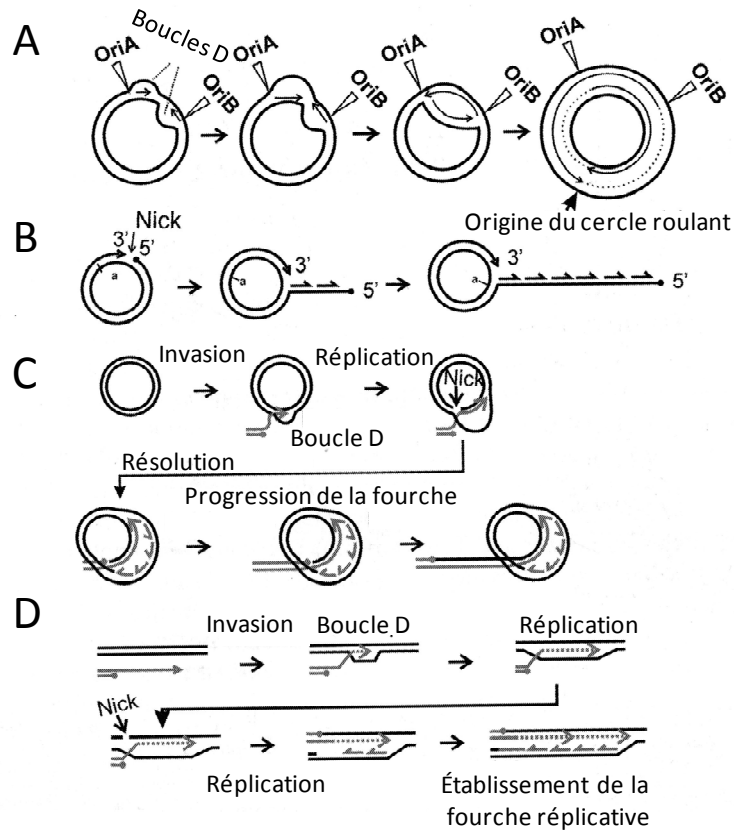 A
Boucles D
OriA
OriB
OriA
OriB
OriA
OriB
OriA
OriB
Origine du cercle roulant
B
Nick
3' 5'
a
3'
a
5'
3'
a
5'
C
Invasion
Réplication
Nick
Boucle D
Résolution
Progression de la fourche
D
Invasion
Boucle D
Réplication
Nick
Réplication
Établissement de la
fourche réplicative